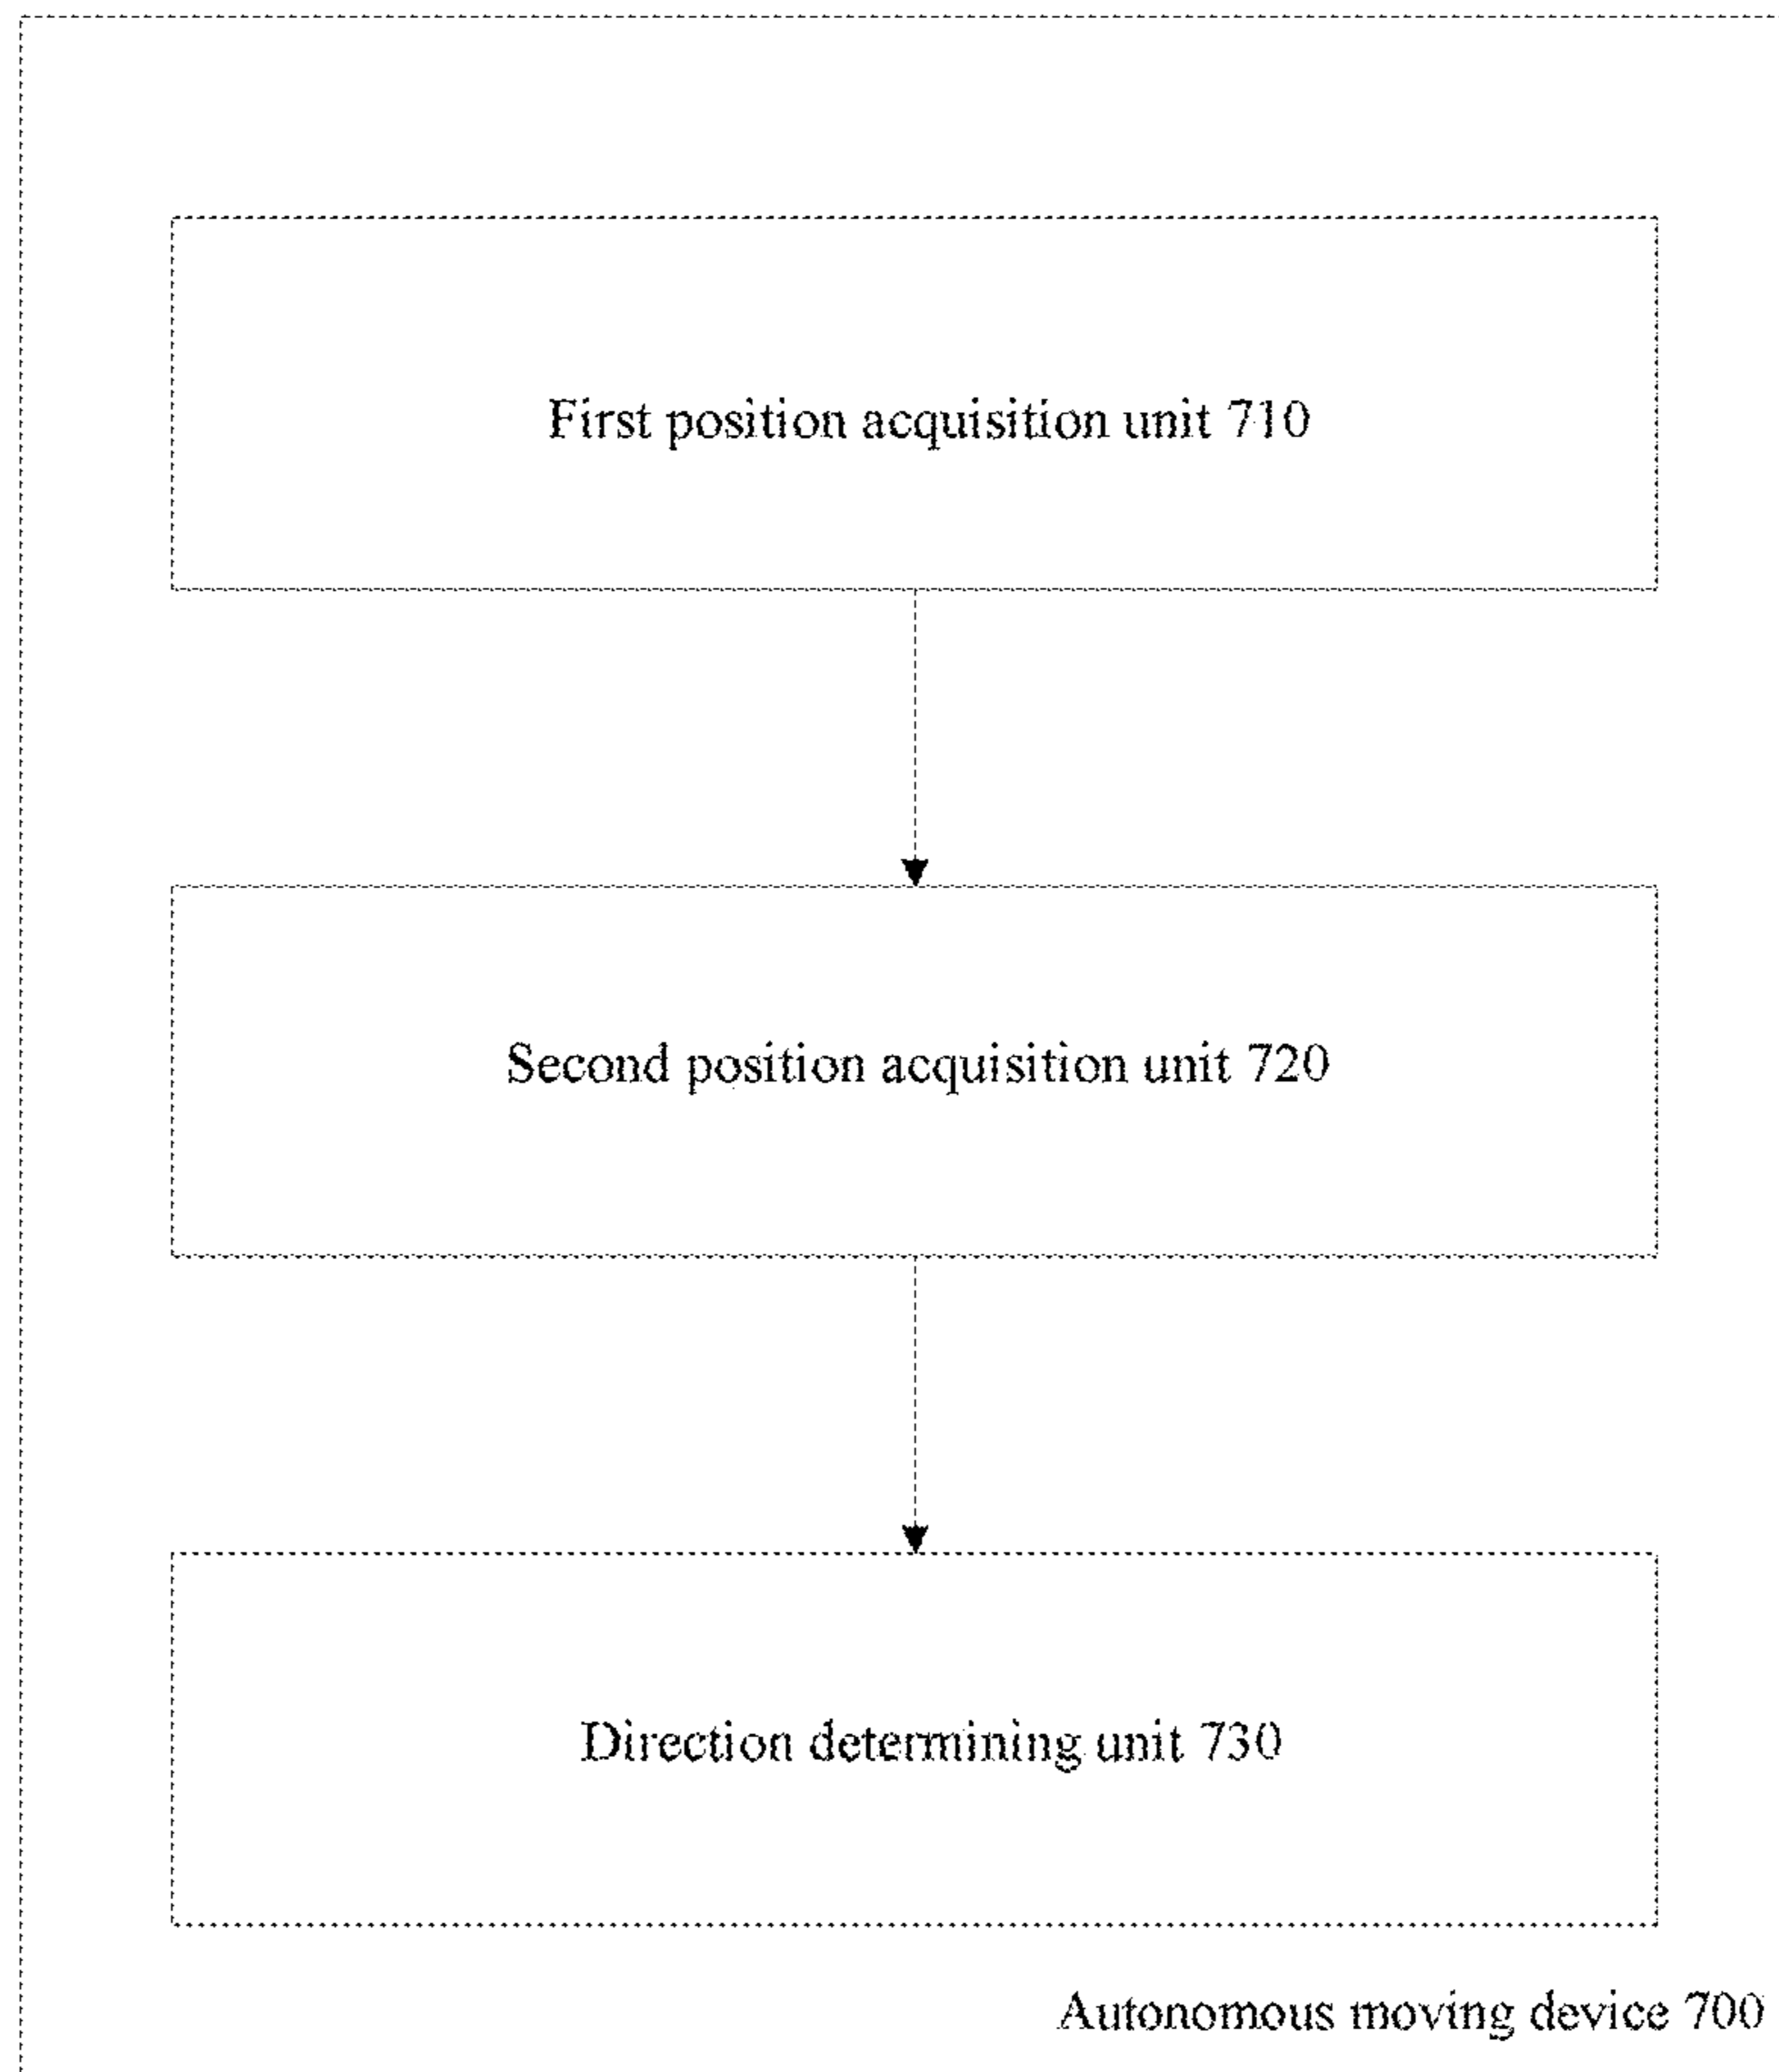 First position acquisition unit 710
Second position acquisition unit 720
Direction determining unit 730
Autonomous moving device 700